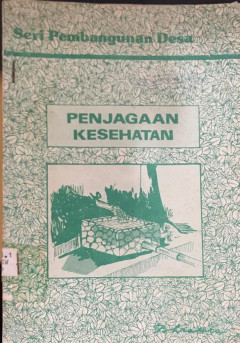 Seri Pembangunan Desa
PENJAGAAN
KESEHATAN